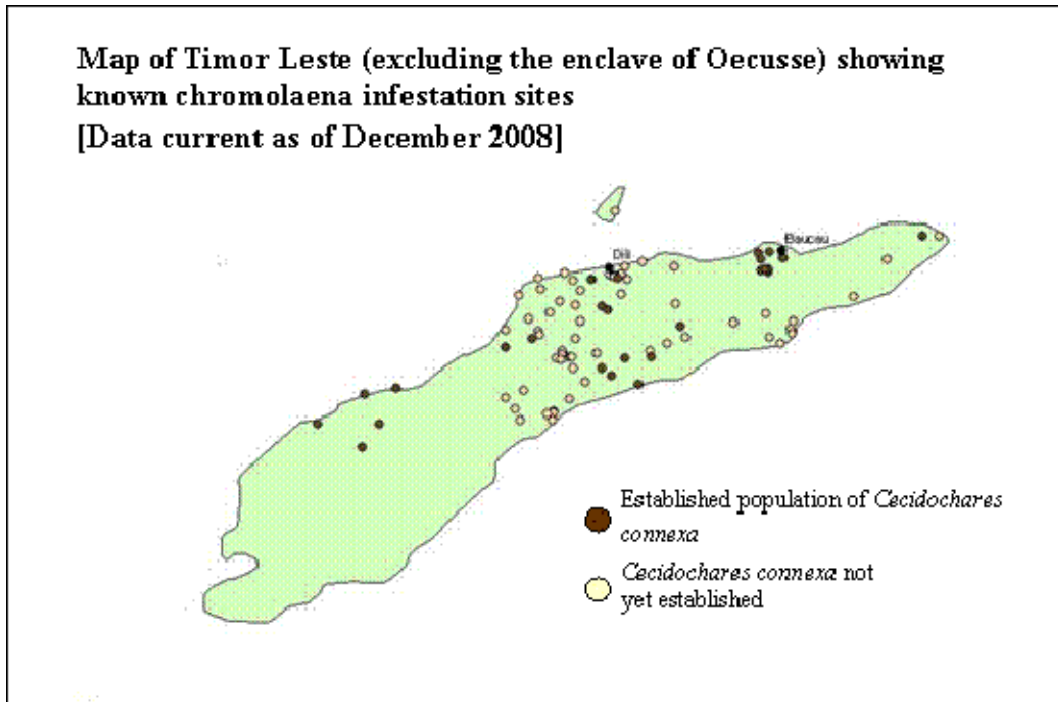 Map of Timor Leste (excluding the enclave of Oecusse) showing
known chromolaena infestation sites
[Data current as of December 2008]
Dili
Baucau
Established population of Cecidochares
connexa
Cecidochares connexa not
yet established